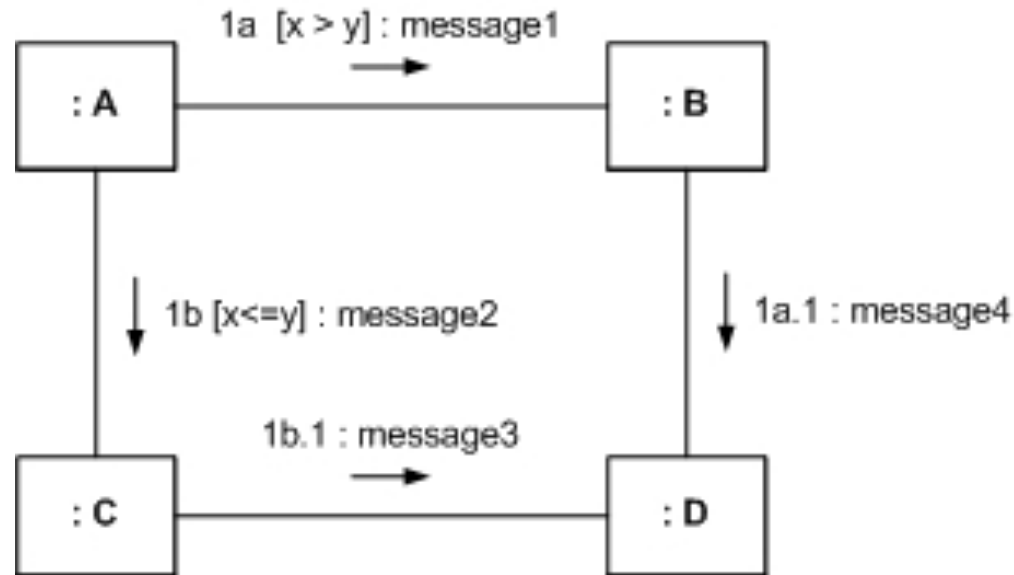 1a [x > y] : message1
: A
: B
1b [x<=y] : message2
1a.1 : message4
1b.1 : message3
: C
: D